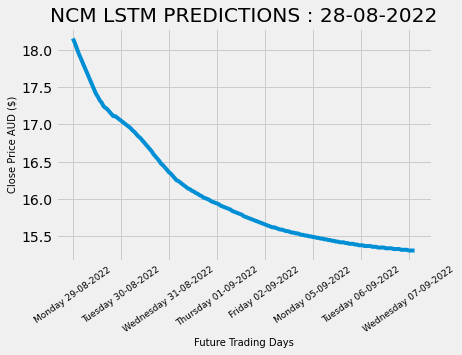 NCM LSTM PREDICTIONS : 28-08-2022
18.0
17.5
17.0
16.5
16.0
15.5
Close Price AUD ($)
Monday 29-08-2022
Tuesday 30-08-2022
Wednesday 31-08-2022
Thursday 01-09-2022
Friday 02-09-2022
Monday 05-09-2022
Tuesday 06-09-2022
Wednesday 07-09-2022
Future Trading Days